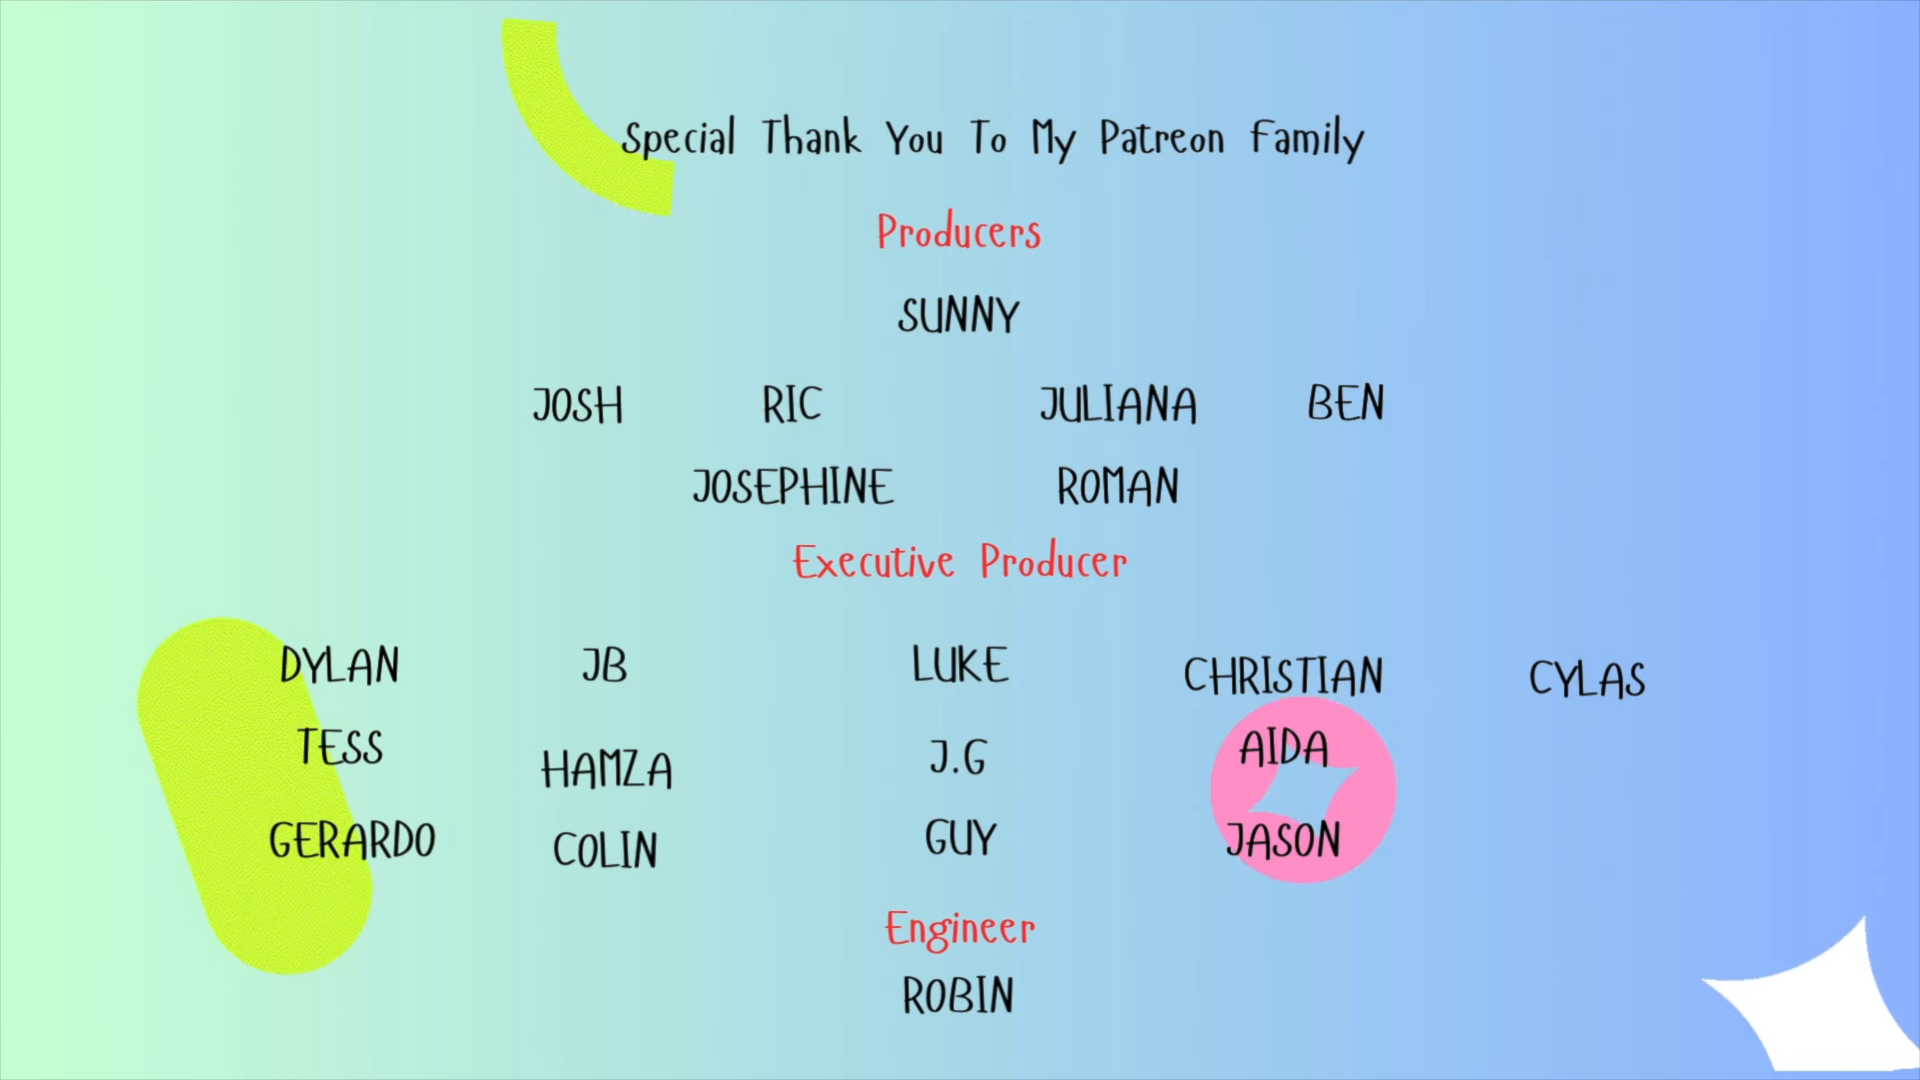 Special Thank You To My Patreon Family
Producers
SUNNY
JOSH RIC JULIANA BEN
JOSEPHINE ROMAN
Executive Producer
DYLAN JB LUKE CHRISTIAN CYLAS
TESS HAMZA J.G AIDA
GERARDO COLIN GUY JASON
Engineer
ROBIN